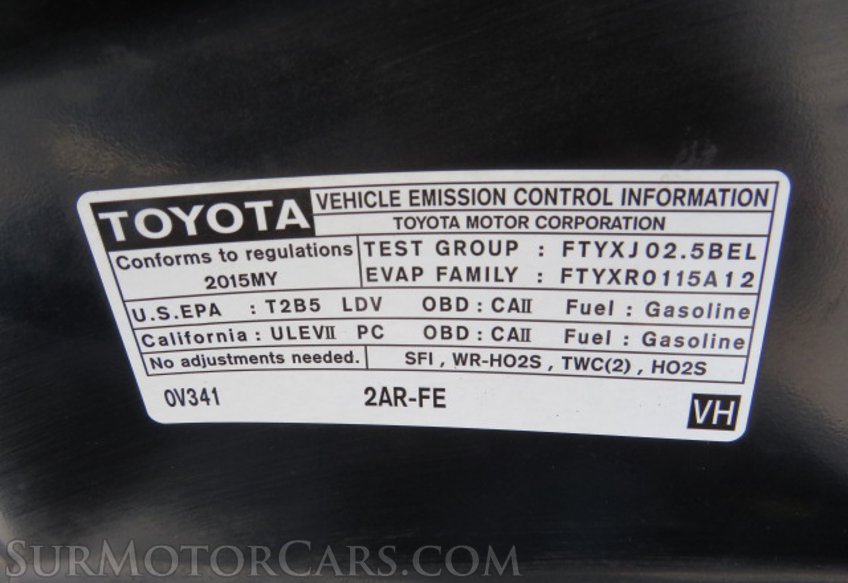 TOYOTA VEHICLE EMISSION CONTROL INFORMATION
TOYOTA MOTOR CORPORATION
Conforms to regulations
2015MY
TEST GROUP : FTYXJ02.5BEL
EVAP FAMILY : FTYXR0115A12
U.S.EPA : T2B5 LDV OBD : CAⅡ Fuel : Gasoline
California : ULEVⅡ PC OBD : CAⅡ Fuel : Gasoline
No adjustments needed. SFI , WR-HO2S , TWC(2) , HO2S
0V341 2AR-FE VH
SurMotorCars.com